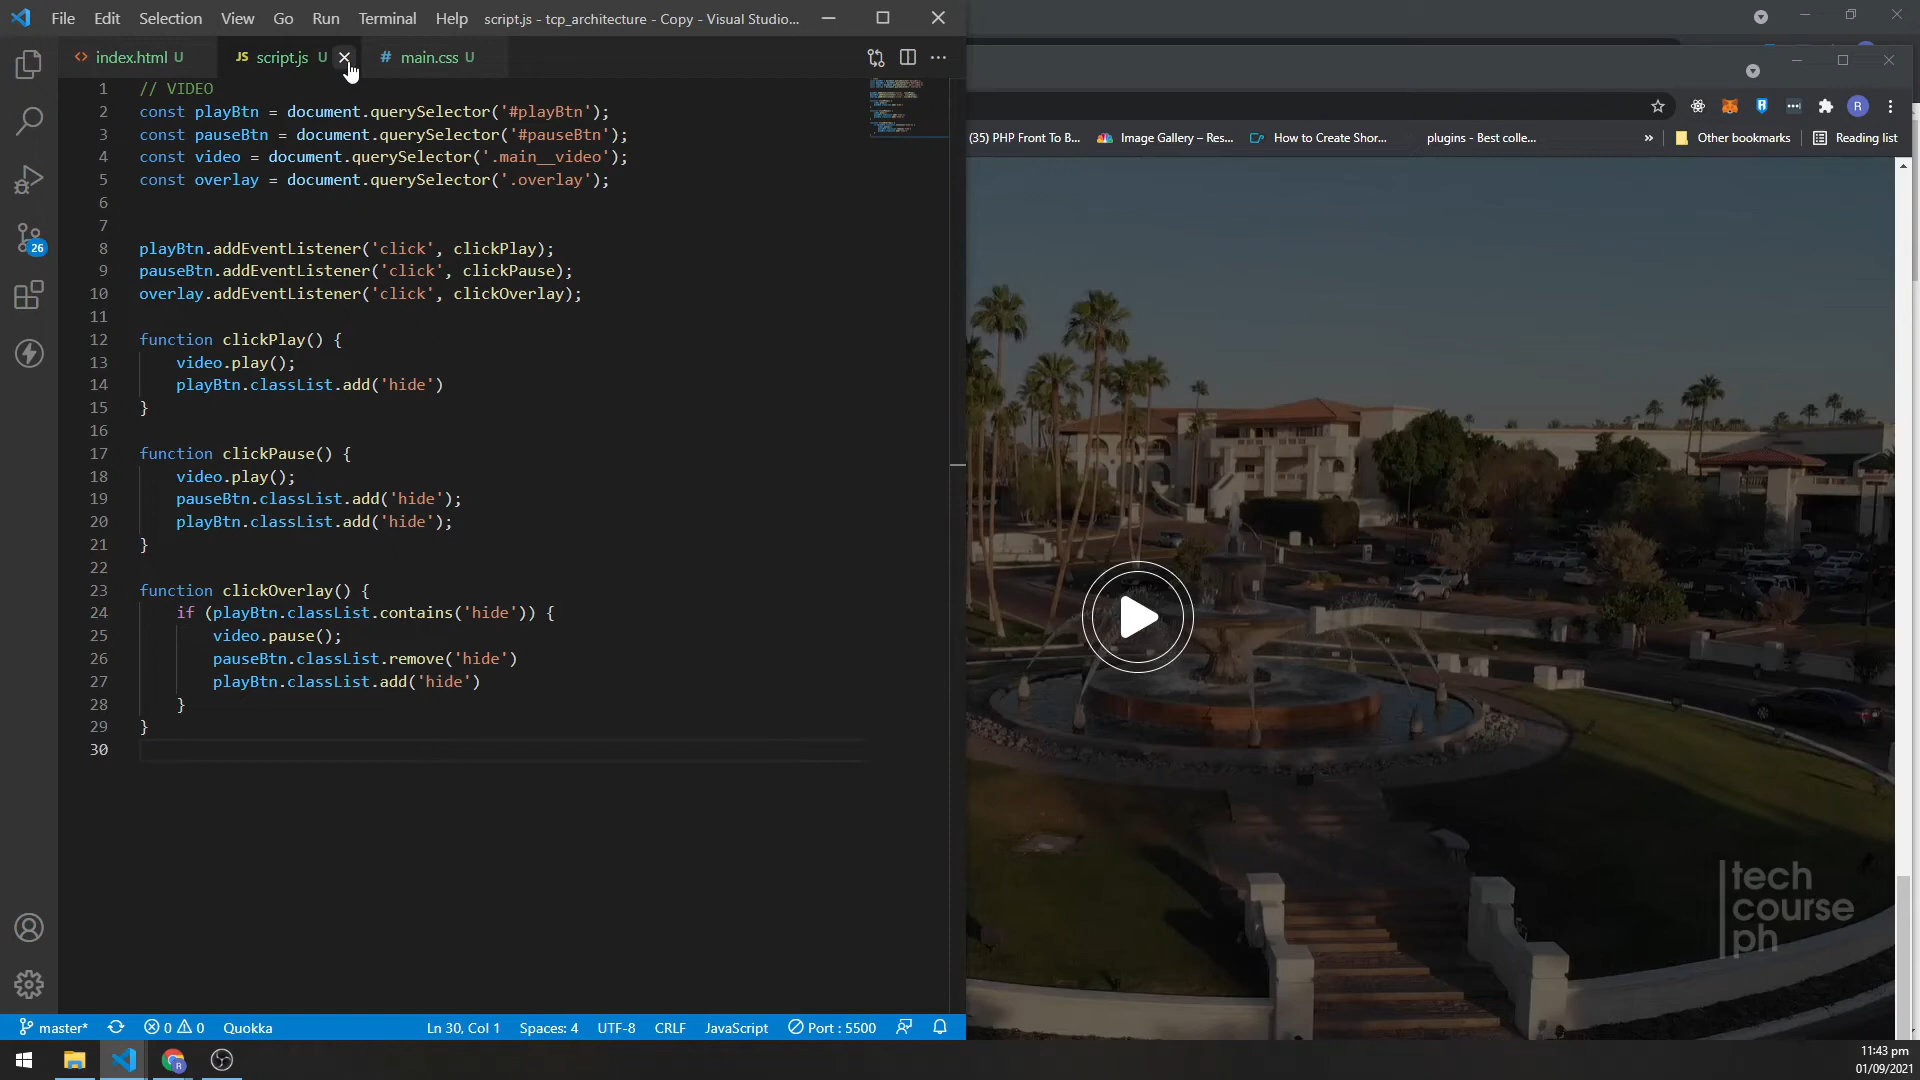 File Edit Selection View Go Run Terminal Help script.js - tcp_architecture - Copy - Visual Studio...
index.html U
JS script.js U
# main.css U
1 // VIDEO
2 const playBtn = document.querySelector('#playBtn');
3 const pauseBtn = document.querySelector('#pauseBtn');
4 const video = document.querySelector('.main__video');
5 const overlay = document.querySelector('.overlay');
6
7
8 playBtn.addEventListener('click', clickPlay);
9 pauseBtn.addEventListener('click', clickPause);
10 overlay.addEventListener('click', clickOverlay);
11
12 function clickPlay() {
13 video.play();
14 playBtn.classList.add('hide')
15 }
16
17 function clickPause() {
18 video.play();
19 pauseBtn.classList.add('hide');
20 playBtn.classList.add('hide');
21 }
22
23 function clickOverlay() {
24 if (playBtn.classList.contains('hide')) {
25 video.pause();
26 pauseBtn.classList.remove('hide')
27 playBtn.classList.add('hide')
28 }
29 }
30
26
master* 0 0 Quokka Ln 30, Col 1 Spaces: 4 UTF-8 CRLF JavaScript Port : 5500
R
(35) PHP Front To B... Image Gallery – Res... How to Create Shor... plugins - Best colle... » Other bookmarks Reading list
tech
course
ph
11:43 pm
01/09/2021